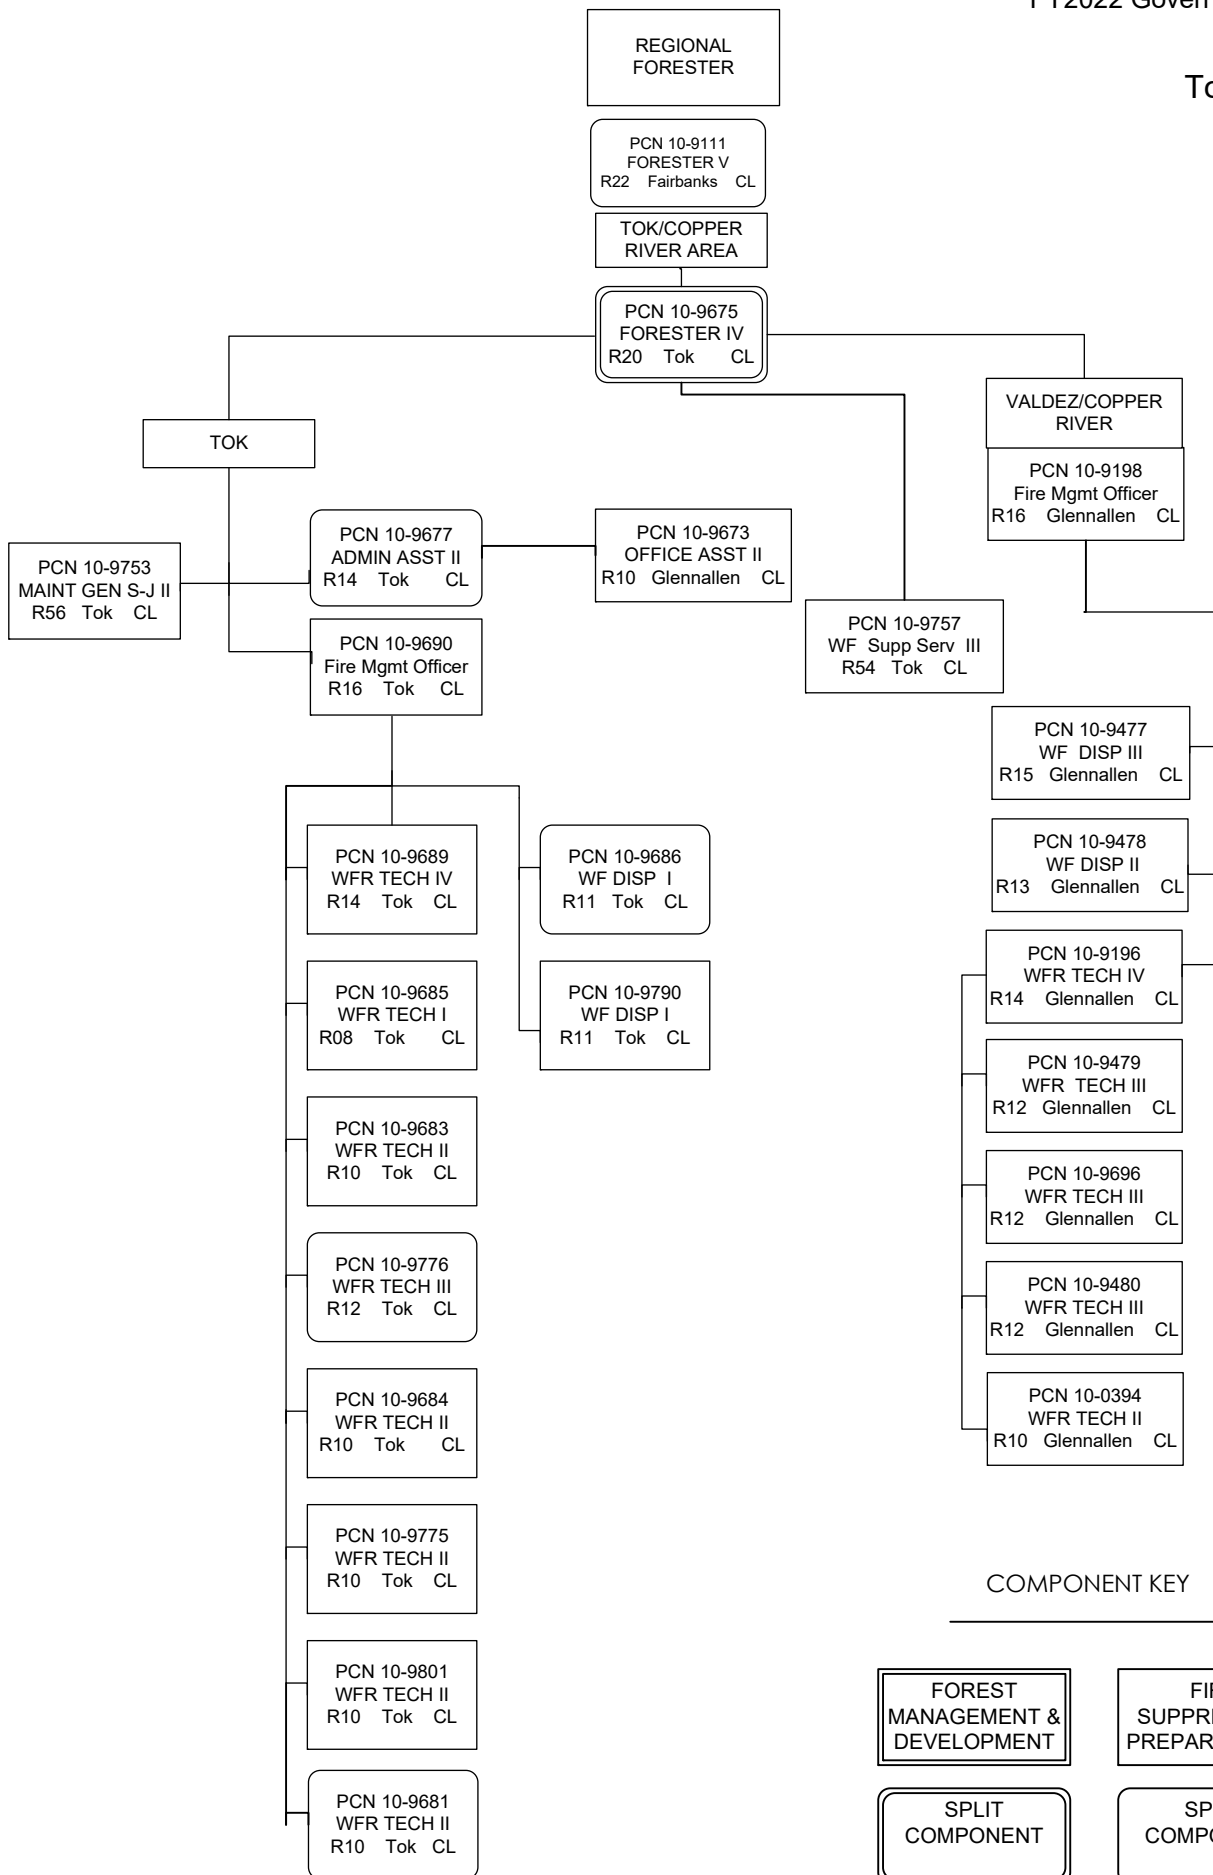 FY2022 Govern
To
REGIONAL
FORESTER
PCN 10-9111
FORESTER V
R22 Fairbanks CL
TOK/COPPER
RIVER AREA
PCN 10-9675
FORESTER IV
R20 Tok CL
TOK
VALDEZ/COPPER
RIVER
PCN 10-9198
Fire Mgmt Officer
R16 Glennallen CL
PCN 10-9753
MAINT GEN S-J II
R56 Tok CL
PCN 10-9677
ADMIN ASST II
R14 Tok CL
PCN 10-9673
OFFICE ASST II
R10 Glennallen CL
PCN 10-9690
Fire Mgmt Officer
R16 Tok CL
PCN 10-9757
WF Supp Serv III
R54 Tok CL
PCN 10-9689
WFR TECH IV
R14 Tok CL
PCN 10-9685
WFR TECH I
R08 Tok CL
PCN 10-9683
WFR TECH II
R10 Tok CL
PCN 10-9776
WFR TECH III
R12 Tok CL
PCN 10-9684
WFR TECH II
R10 Tok CL
PCN 10-9775
WFR TECH II
R10 Tok CL
PCN 10-9801
WFR TECH II
R10 Tok CL
PCN 10-9681
WFR TECH II
R10 Tok CL
PCN 10-9686
WF DISP I
R11 Tok CL
PCN 10-9790
WF DISP I
R11 Tok CL
PCN 10-9477
WF DISP III
R15 Glennallen CL
PCN 10-9478
WF DISP II
R13 Glennallen CL
PCN 10-9196
WFR TECH IV
R14 Glennallen CL
PCN 10-9479
WFR TECH III
R12 Glennallen CL
PCN 10-9696
WFR TECH III
R12 Glennallen CL
PCN 10-9480
WFR TECH III
R12 Glennallen CL
PCN 10-0394
WFR TECH II
R10 Glennallen CL
COMPONENT KEY
FOREST
MANAGEMENT &
DEVELOPMENT
FI
SUPPR
PREPAR
SPLIT
COMPONENT
SP
COMP